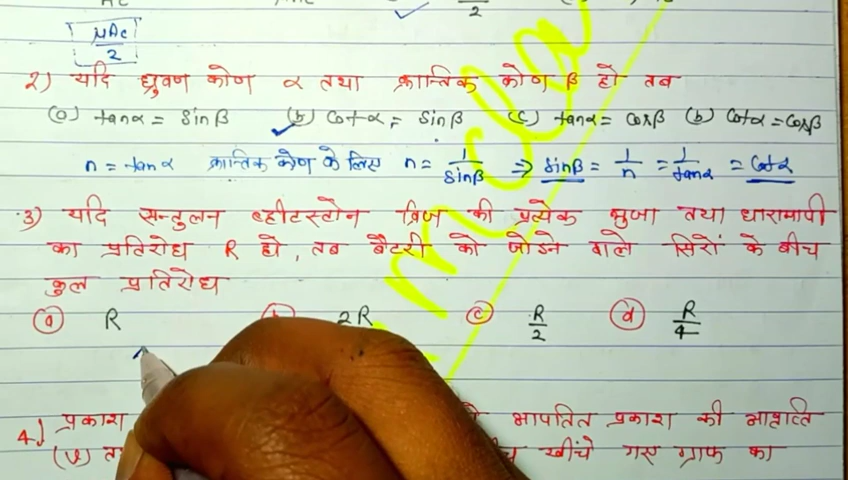 2
μAc
2
2) यदि ध्रुवण कोण α तथा क्रान्तिक कोण β हो तब
(a) tanα = sinβ (b) Cotα = sinβ (c) tanα = cosβ (b) Cotα = cosβ
n = tanα क्रान्तिक कोण के लिए n = 1/sinβ ⇒ sinβ = 1/n = 1/tanα = cotα
3) यदि सन्तुलन व्हीटस्टोन ब्रिज की प्रत्येक भुजा तथा धारामापी
का प्रतिरोध R हो, तब बैटरी को जोडने वाले सिरों के बीच
कुल प्रतिरोध
(a) R 2R (c) R/2 (d) R/4
4) प्रकाश आपतित प्रकाश की आवृत्ति
(υ) खींचे गए ग्राफ का